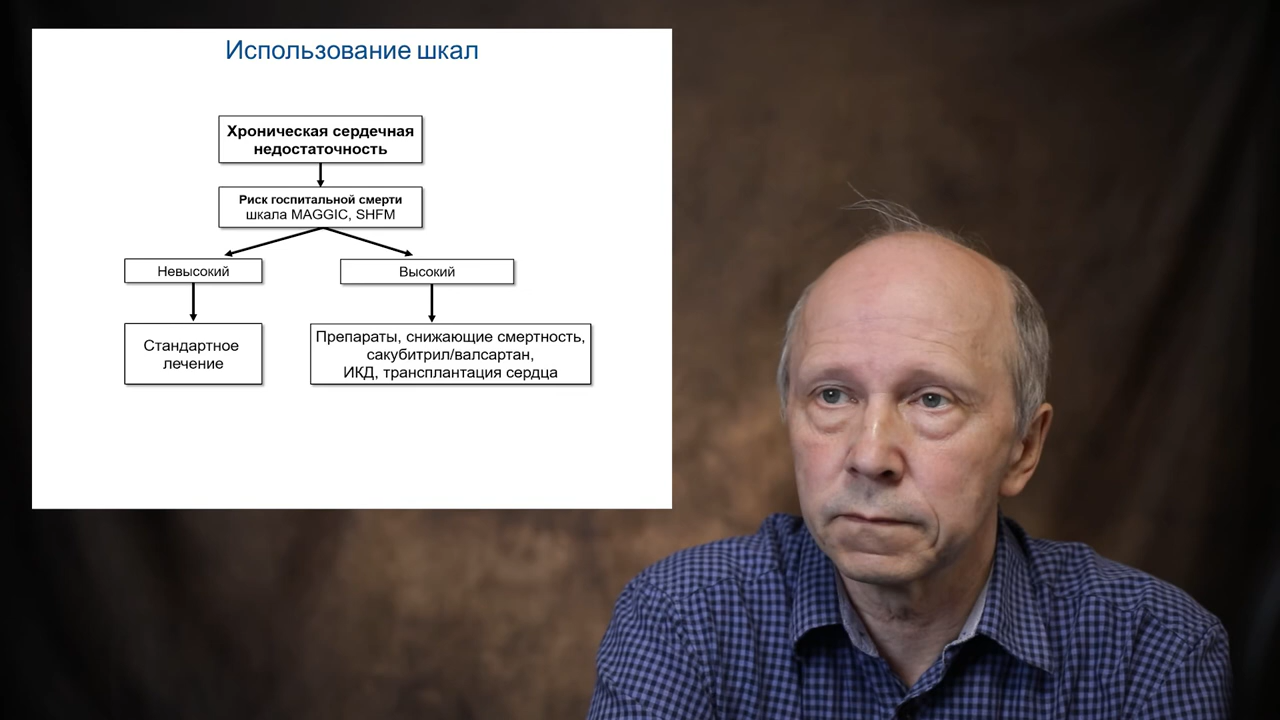 Использование шкал
Хроническая сердечная
недостаточность
Риск госпитальной смерти
шкала MAGGIC, SHFM
Невысокий
Высокий
Стандартное
лечение
Препараты, снижающие смертность,
сакубитрил/валсартан,
ИКД, трансплантация сердца